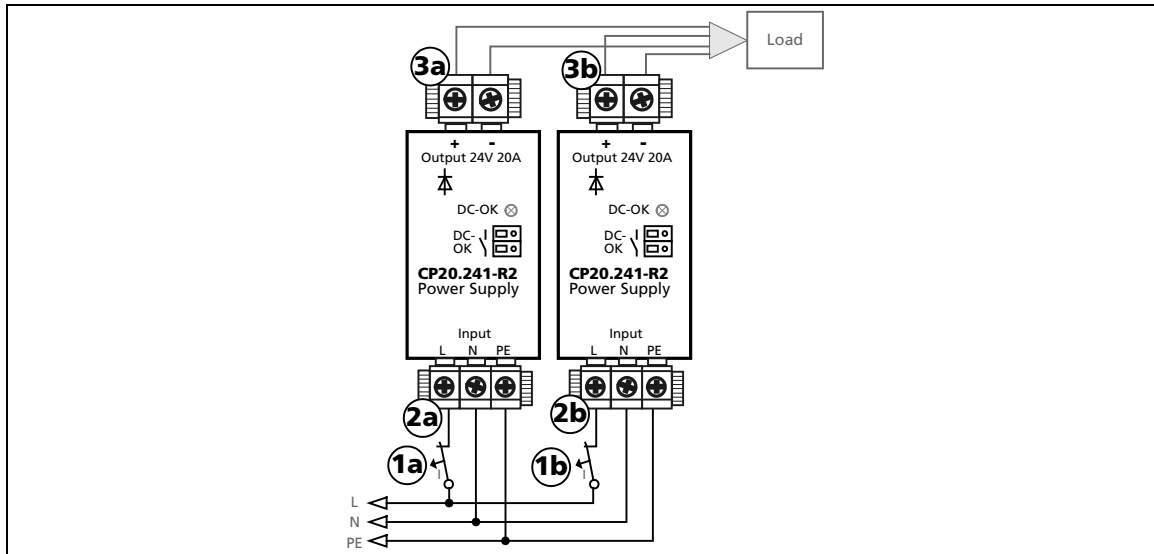 Load
3a
3b
+ -
Output 24V 20A
DC-OK
DC-
OK
CP20.241-R2
Power Supply
Input
L N PE
+ -
Output 24V 20A
DC-OK
DC-
OK
CP20.241-R2
Power Supply
Input
L N PE
2a
2b
1a
I
1b
I
L
N
PE